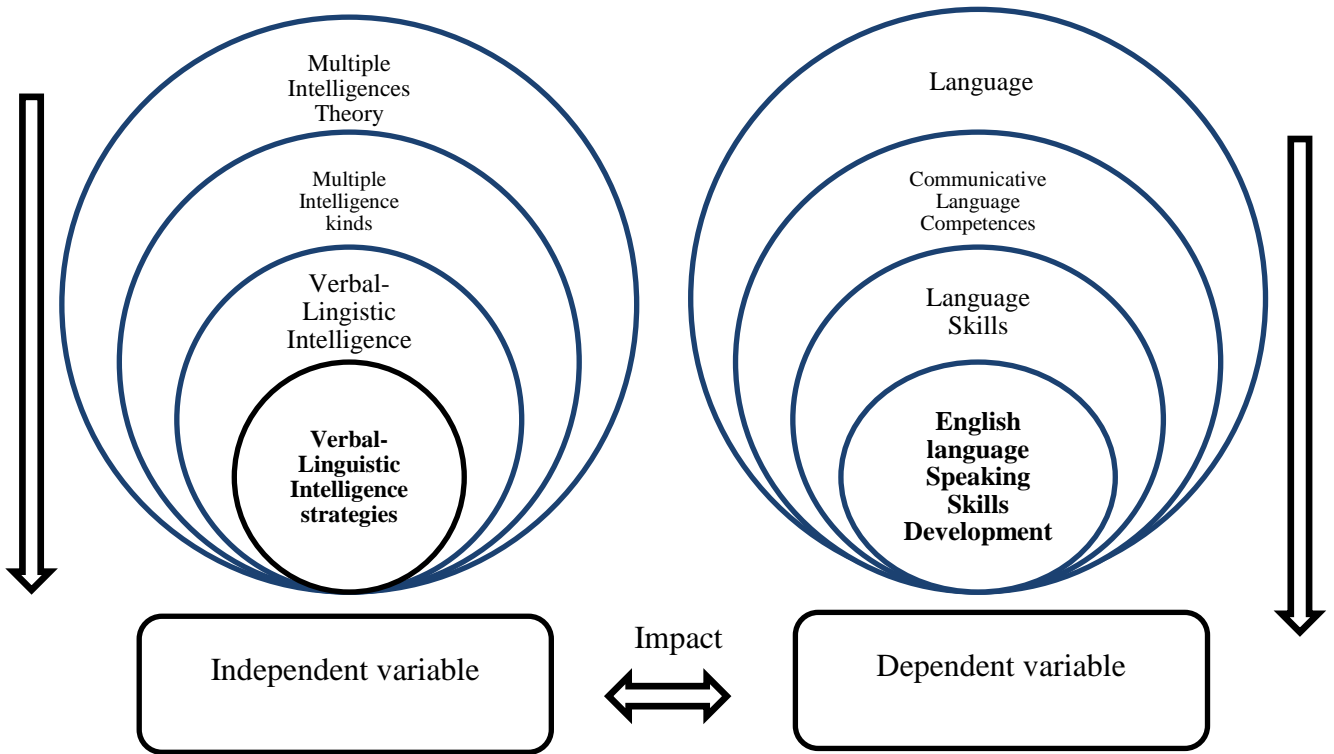 Multiple
Intelligences
Theory
Multiple
Intelligence
kinds
Verbal-
Lingistic
Intelligence
Verbal-
Linguistic
Intelligence
strategies
Language
Communicative
Language
Competences
Language
Skills
English
language
Speaking
Skills
Development
Independent variable
Impact
Dependent variable